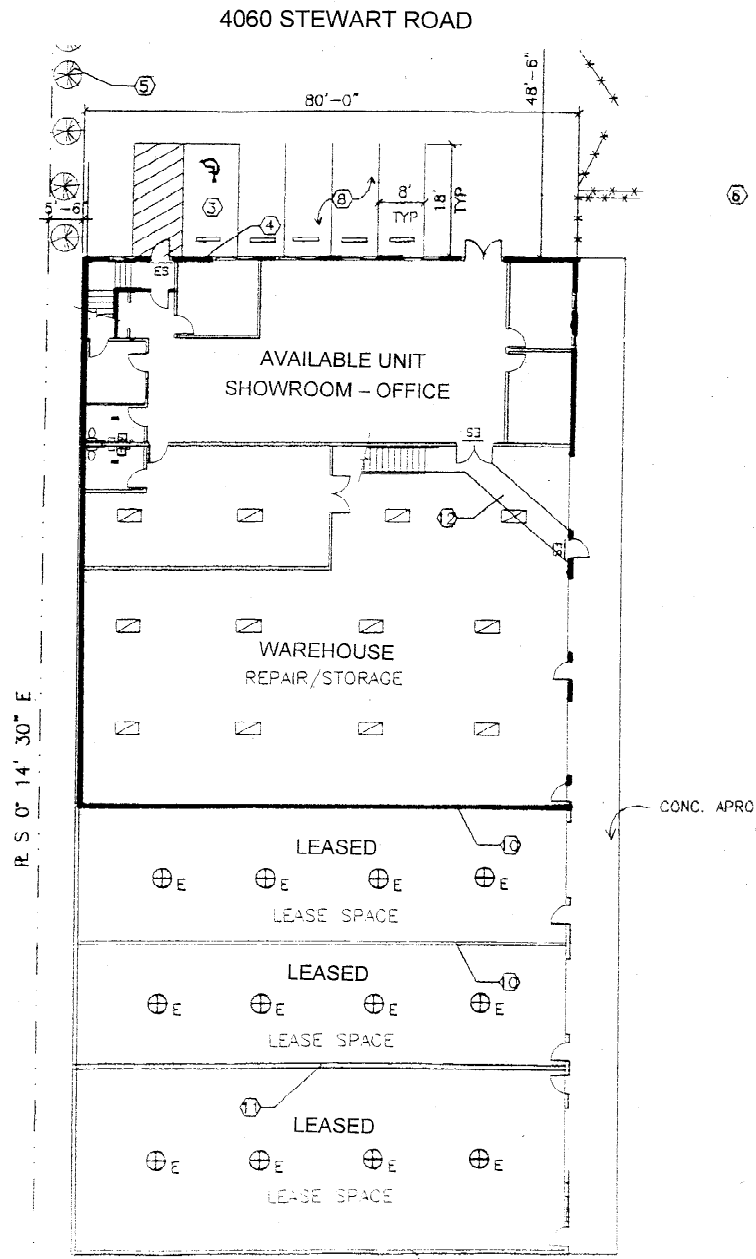 4060 STEWART ROAD
5
80'-0"
48'-6"
5'-6"
3
8
8'
TYP
18'
TYP
6
4
ES
AVAILABLE UNIT
SHOWROOM – OFFICE
ES
12
ES
WAREHOUSE
REPAIR/STORAGE
PL S 0° 14' 30" E
CONC. APRO
10
LEASED
E E E E
LEASE SPACE
10
LEASED
E E E E
LEASE SPACE
11
LEASED
E E E E
LEASE SPACE